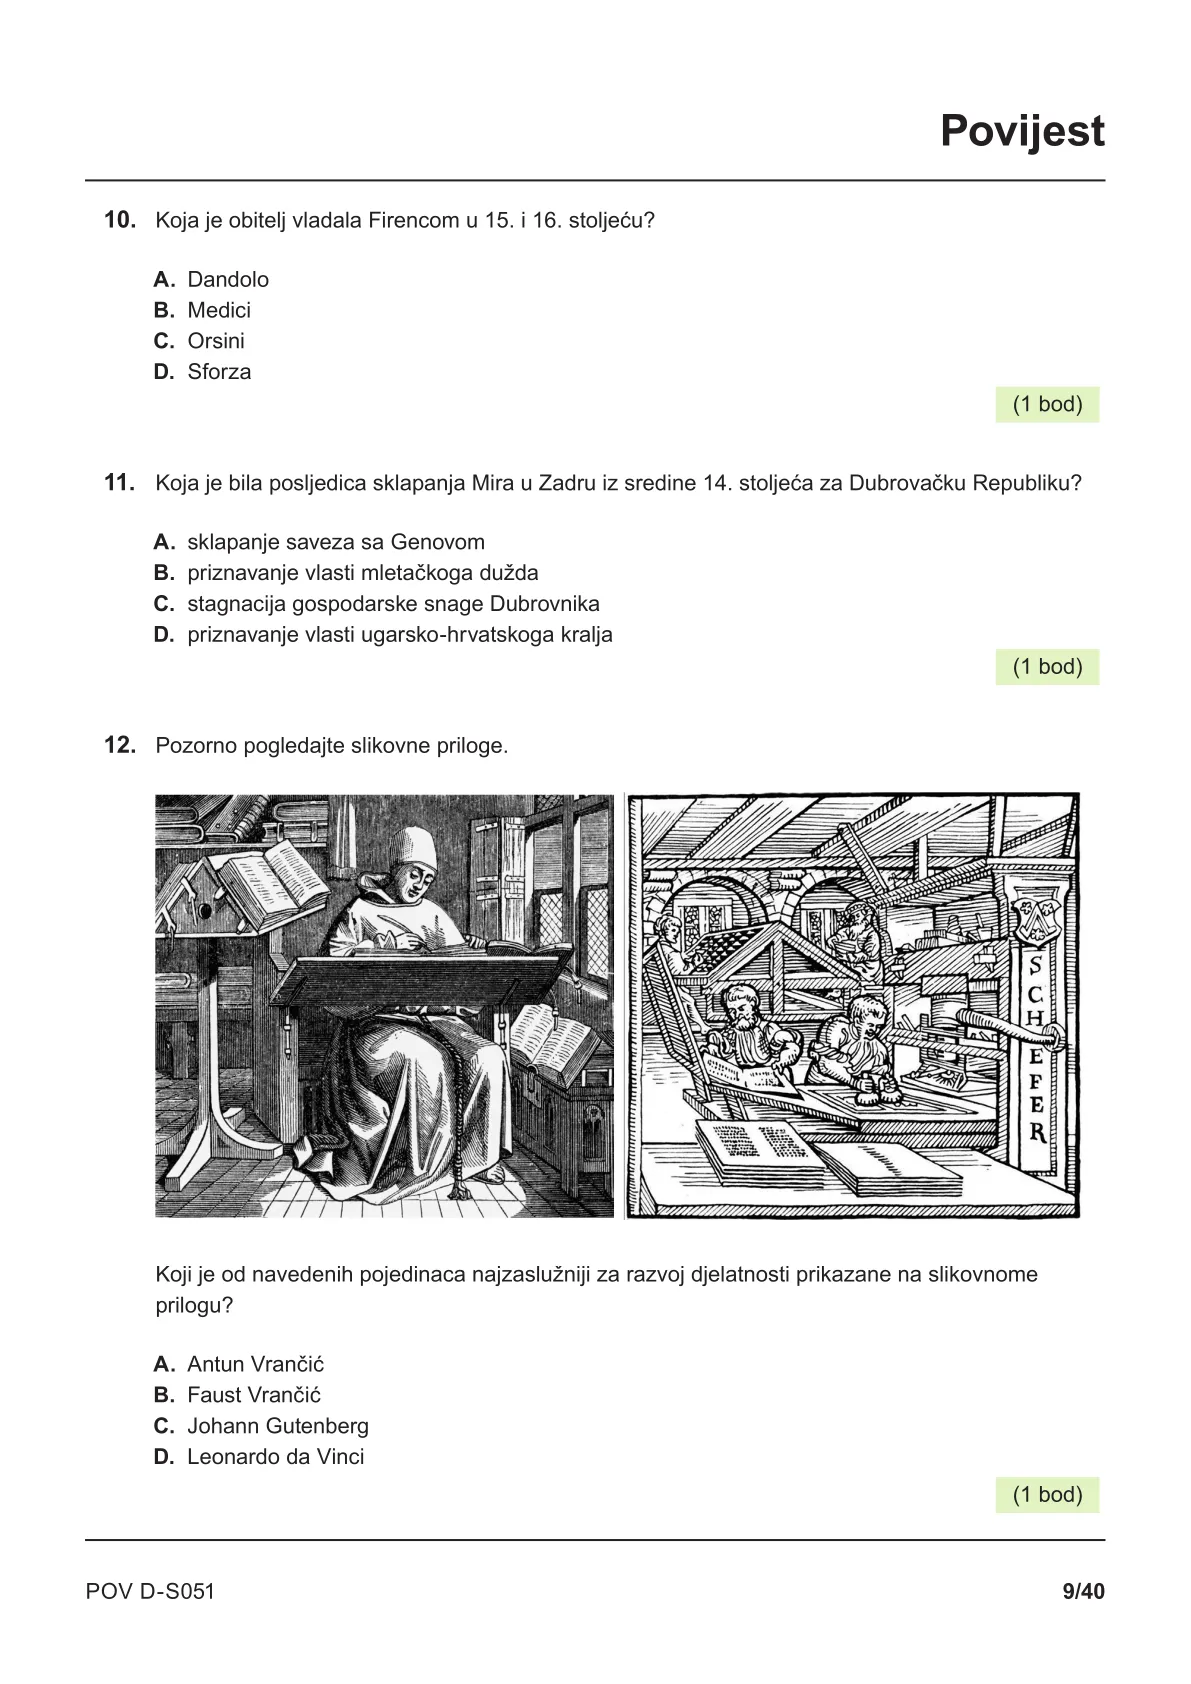 Povijest
10. Koja je obitelj vladala Firencom u 15. i 16. stoljeću?
A. Dandolo
B. Medici
C. Orsini
D. Sforza
(1 bod)
11. Koja je bila posljedica sklapanja Mira u Zadru iz sredine 14. stoljeća za Dubrovačku Republiku?
A. sklapanje saveza sa Genovom
B. priznavanje vlasti mletačkoga dužda
C. stagnacija gospodarske snage Dubrovnika
D. priznavanje vlasti ugarsko-hrvatskoga kralja
(1 bod)
12. Pozorno pogledajte slikovne priloge.
SCHEFER
Koji je od navedenih pojedinaca najzaslužniji za razvoj djelatnosti prikazane na slikovnome
prilogu?
A. Antun Vrančić
B. Faust Vrančić
C. Johann Gutenberg
D. Leonardo da Vinci
(1 bod)
POV D-S051
9/40